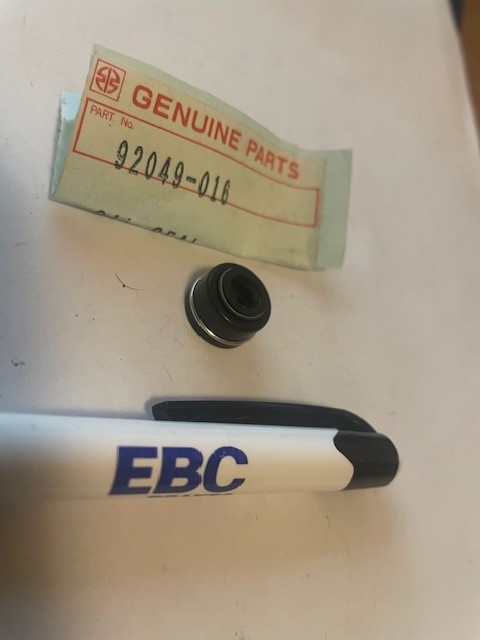 GENUINE PARTS
PART. No.
92049-016
EBC